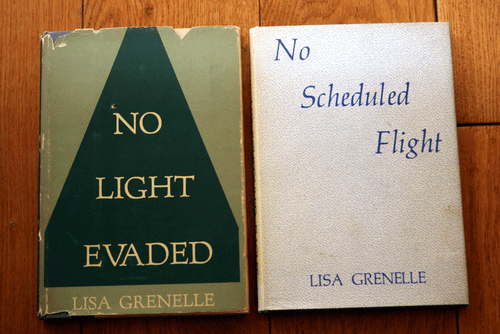 NO
LIGHT
EVADED
LISA GRENELLE
No
Scheduled
Flight
LISA GRENELLE